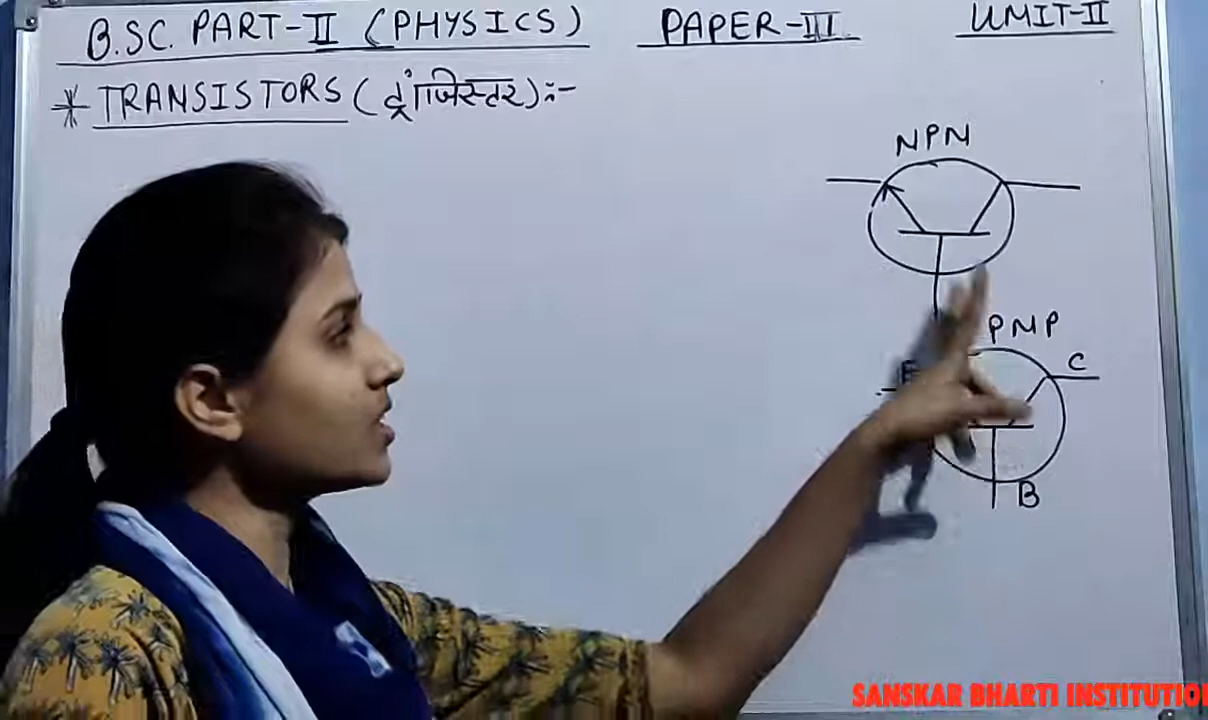 B.SC. PART-II (PHYSICS) PAPER-III UNIT-II
* TRANSISTORS (ट्रांजिस्टर):-
NPN
PNP
E C
B
SANSKAR BHARTI INSTITUTIO